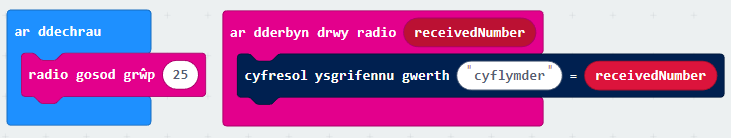 ar ddechrau
radio gosod grŵp 25
ar dderbyn drwy radio receivedNumber
cyfresol ysgrifennu gwerth "cyflymder" = receivedNumber